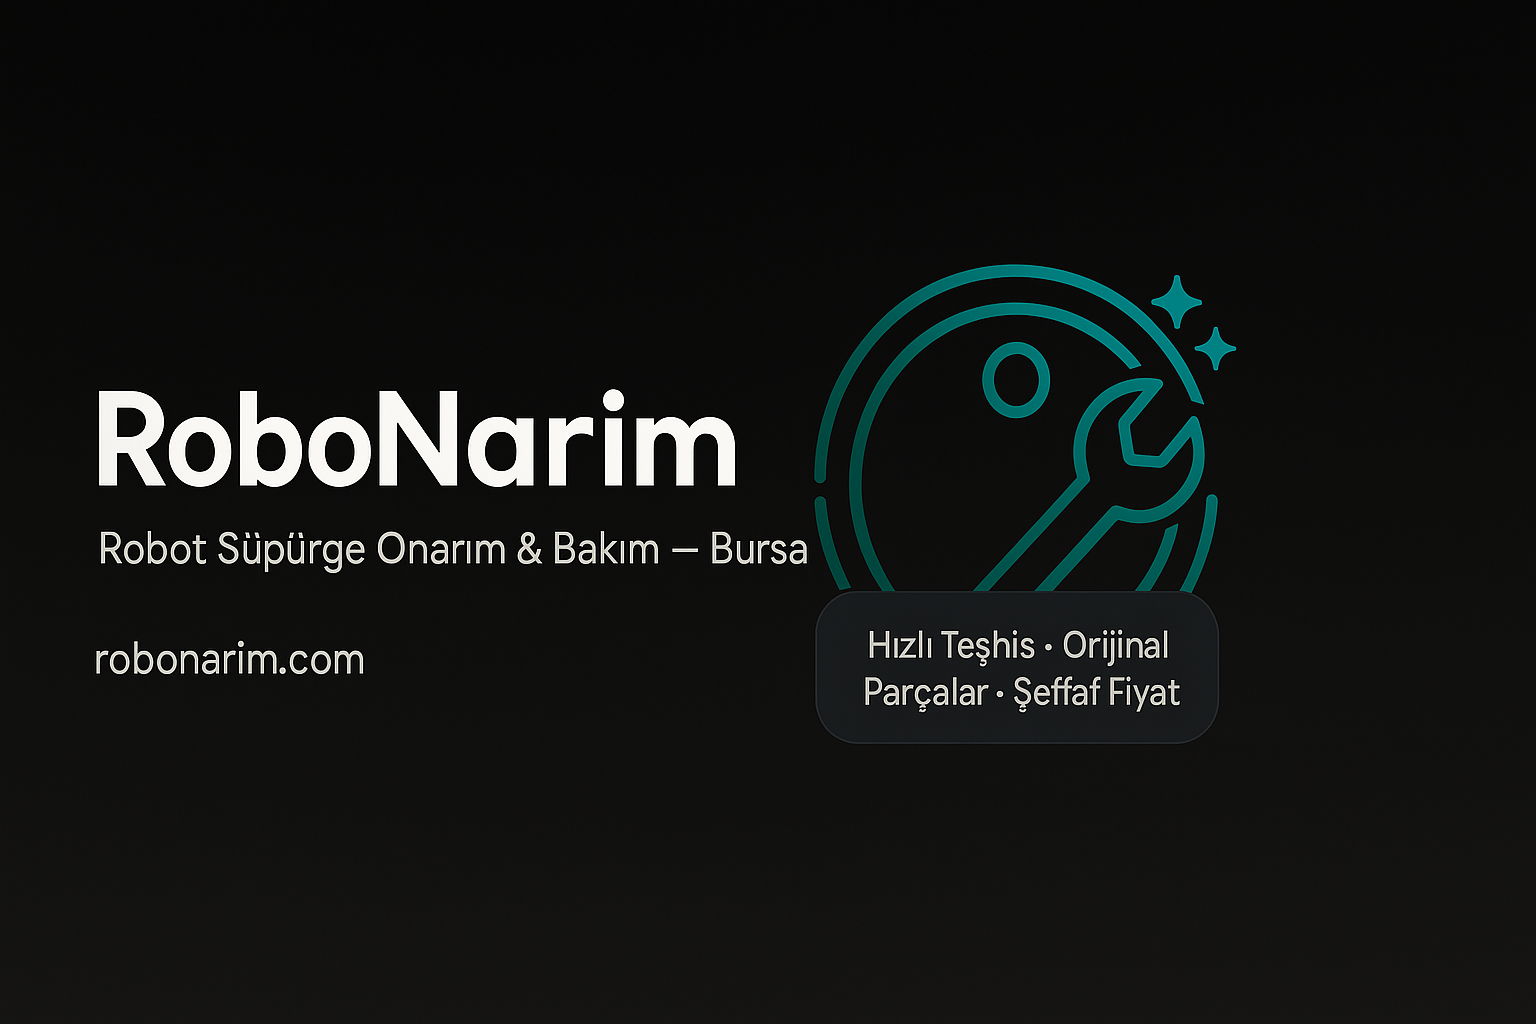 RoboNarim
Robot Süpürge Onarım & Bakım — Bursa
robonarim.com
Hızlı Teşhis · Orijinal
Parçalar · Şeffaf Fiyat